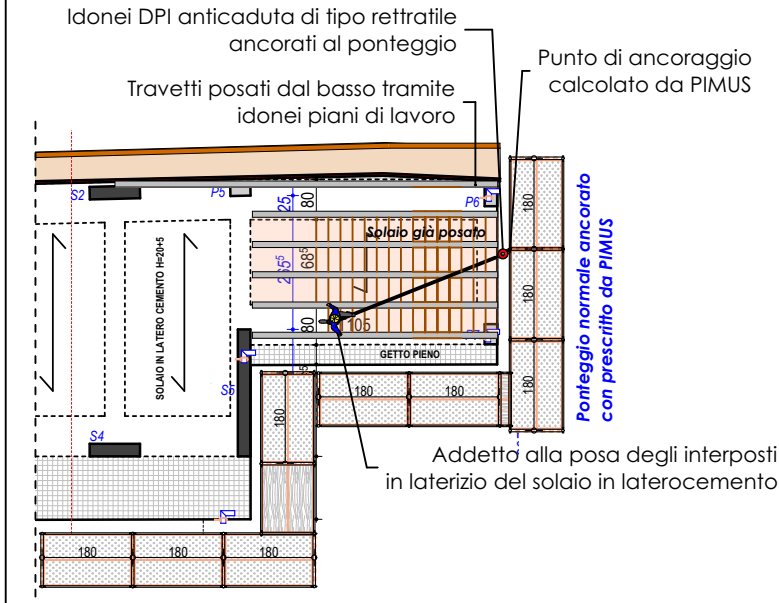 Idonei DPI anticaduta di tipo rettratile
ancorati al ponteggio
Punto di ancoraggio
calcolato da PIMUS
Travetti posati dal basso tramite
idonei piani di lavoro
S2
P5
P6
25
80
180
Solaio già posato
685
180
SOLAIO IN LATERO CEMENTO H=20+5
Ponteggio normale ancorato
con prescritto da PIMUS
80
105
GETTO PIENO
S5
180
180
180
180
S4
Addetto alla posa degli interposti
in laterizio del solaio in laterocemento
180
180
180